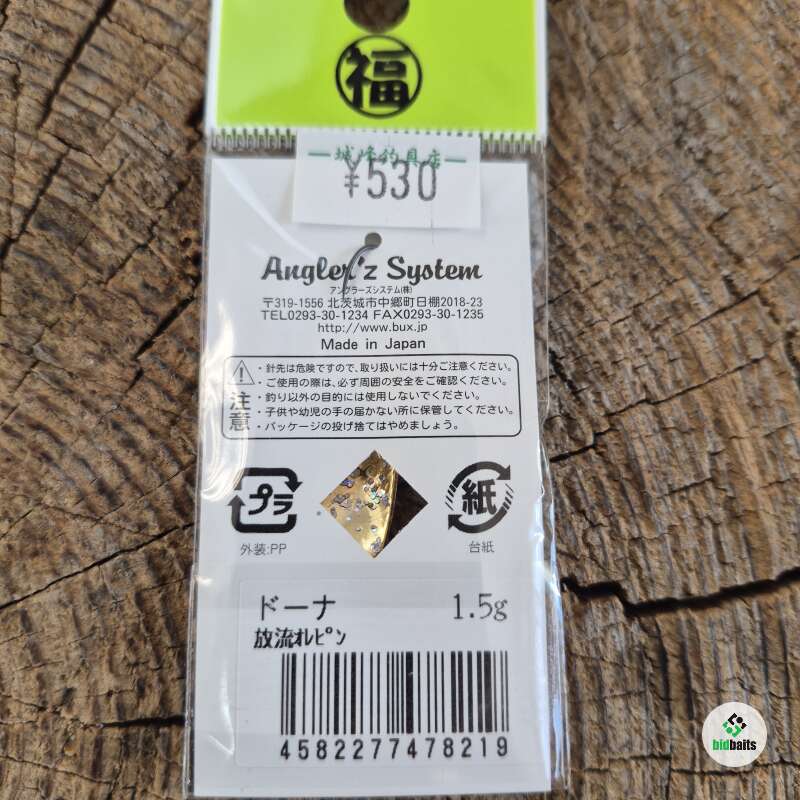 福
城峰釣具店
¥530
Angler'z System
アングラーズシステム(株)
〒319-1556 北茨城市中郷町日棚2018-23
TEL0293-30-1234 FAX0293-30-1235
http://www.bux.jp
Made in Japan
注意
・針先は危険ですので、取り扱いには十分ご注意ください。
・ご使用の際は、必ず周囲の安全をご確認ください。
・釣り以外の目的には使用しないでください。
・子供や幼児の手の届かない所に保管してください。
・パッケージの投げ捨てはやめましょう。
プラ
外装:PP
紙
台紙
ドーナ 1.5g
放流ｵﾚﾋﾟﾝ
4582277478219
bidbaits